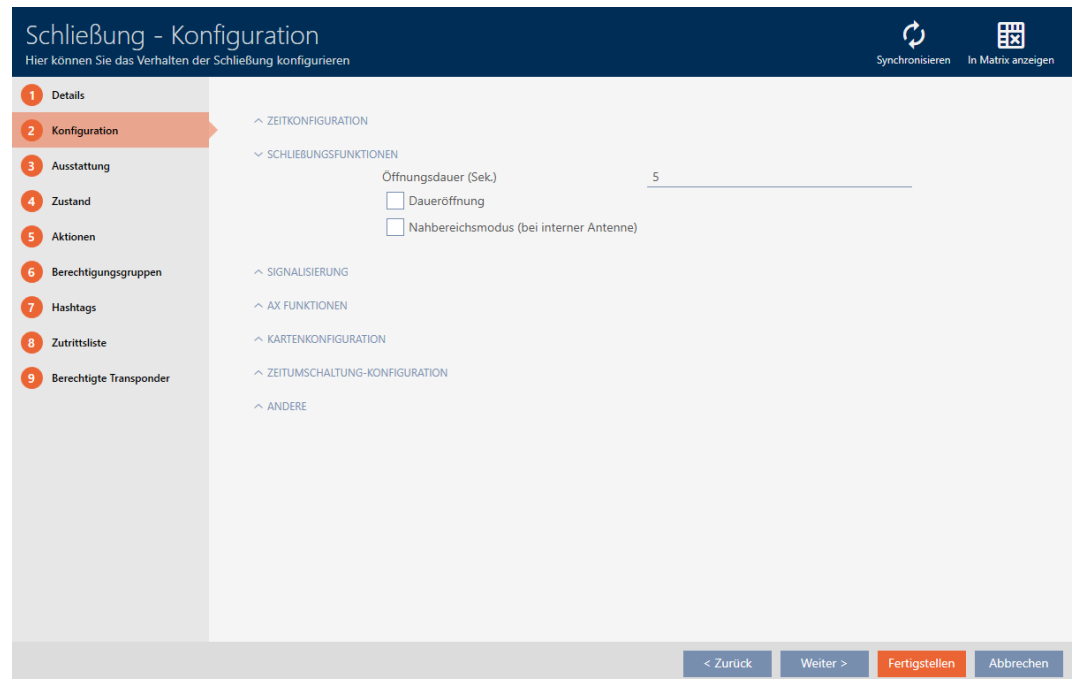 Schließung - Konfiguration
Hier können Sie das Verhalten der Schließung konfigurieren
Synchronisieren
In Matrix anzeigen
1 Details
2 Konfiguration
3 Ausstattung
4 Zustand
5 Aktionen
6 Berechtigungsgruppen
7 Hashtags
8 Zutrittsliste
9 Berechtigte Transponder
ZEITKONFIGURATION
SCHLIEßUNGSFUNKTIONEN
Öffnungsdauer (Sek.) 5
Daueröffnung
Nahbereichsmodus (bei interner Antenne)
SIGNALISIERUNG
AX FUNKTIONEN
KARTENKONFIGURATION
ZEITUMSCHALTUNG-KONFIGURATION
ANDERE
< Zurück
Weiter >
Fertigstellen
Abbrechen